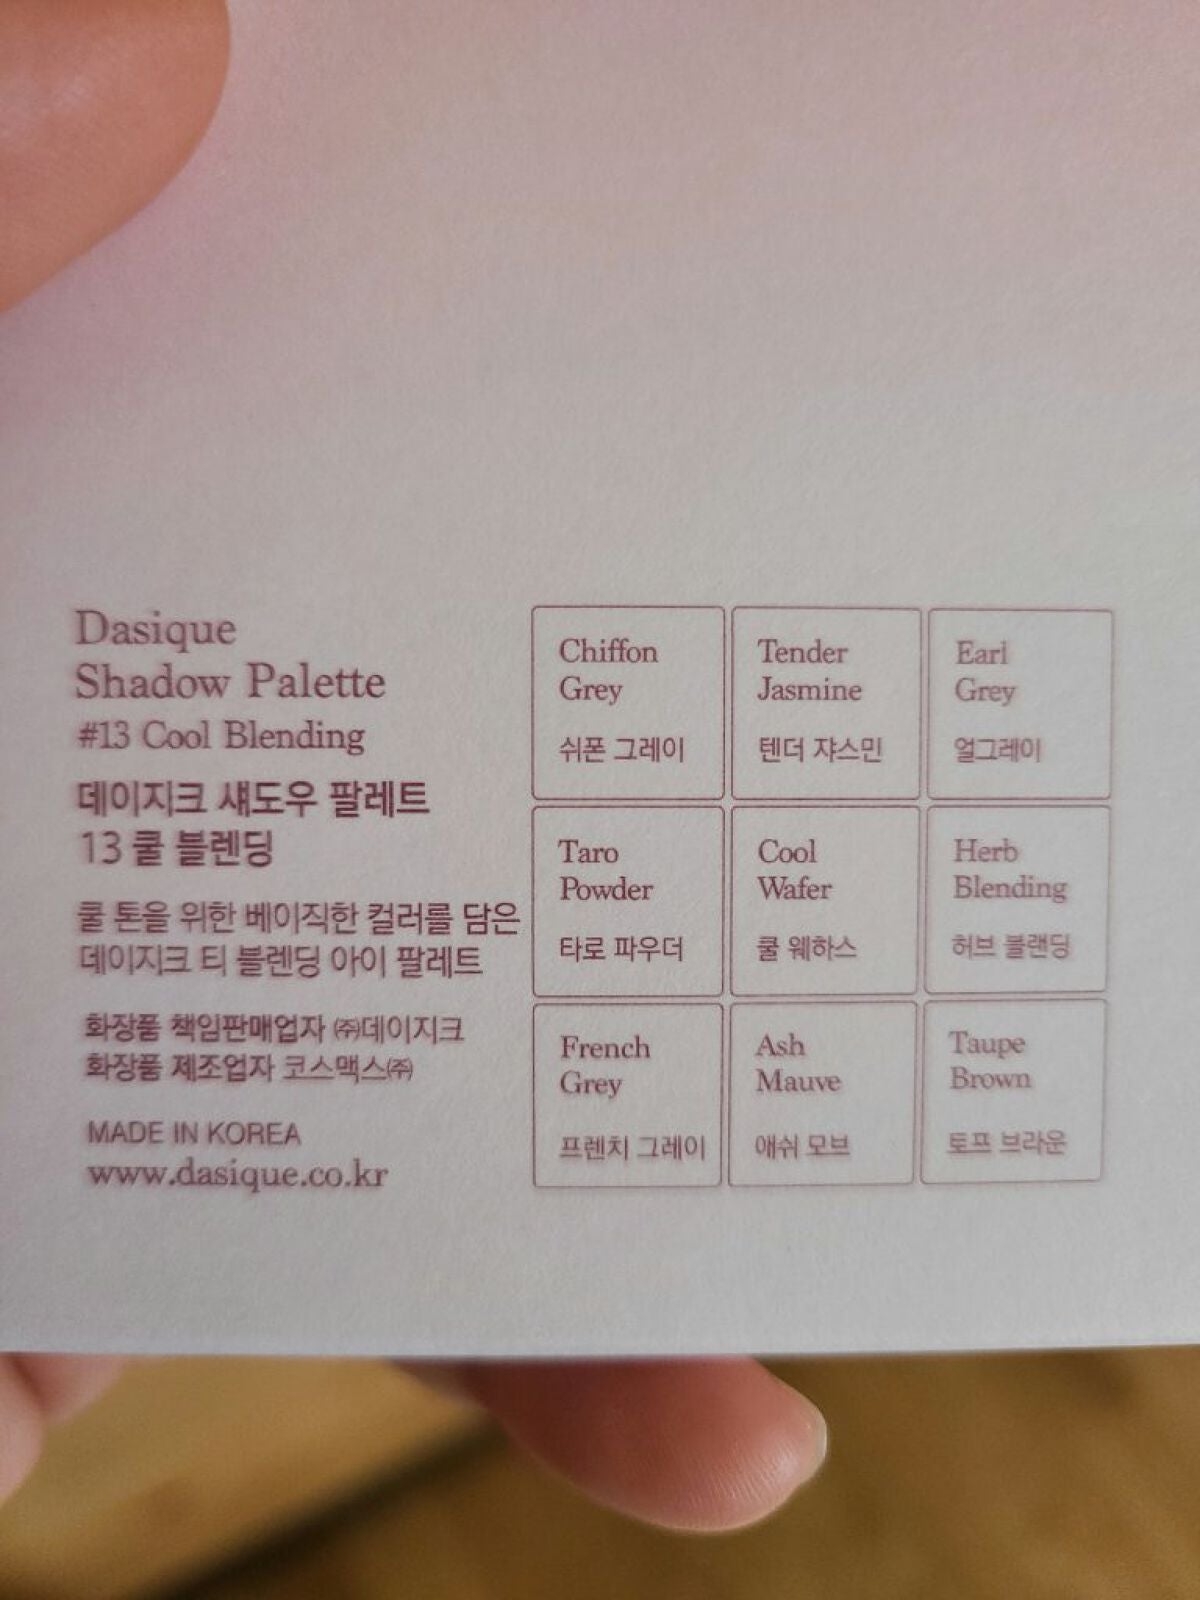 Dasique
Shadow Palette
#13 Cool Blending
데이지크 섀도우 팔레트
13 쿨 블렌딩
쿨 톤을 위한 베이직한 컬러를 담은
데이지크 티 블렌딩 아이 팔레트
화장품 책임판매업자 ㈜데이지크
화장품 제조업자 코스맥스㈜
MADE IN KOREA
www.dasique.co.kr
Chiffon
Grey
쉬폰 그레이
Tender
Jasmine
텐더 쟈스민
Earl
Grey
얼그레이
Taro
Powder
타로 파우더
Cool
Wafer
쿨 웨하스
Herb
Blending
허브 블랜딩
French
Grey
프렌치 그레이
Ash
Mauve
애쉬 모브
Taupe
Brown
토프 브라운